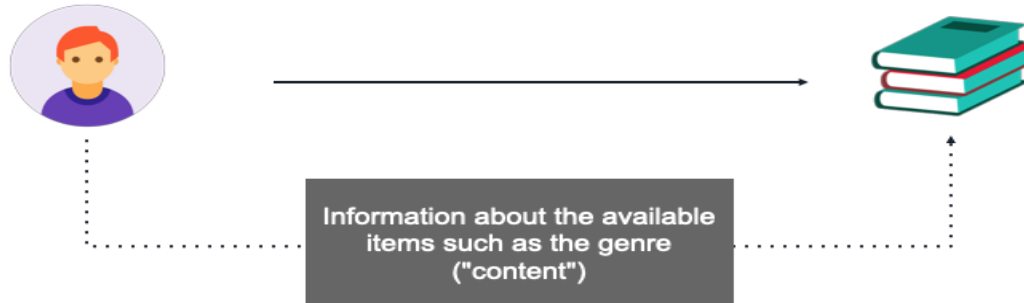 Information about the available
items such as the genre
("content")